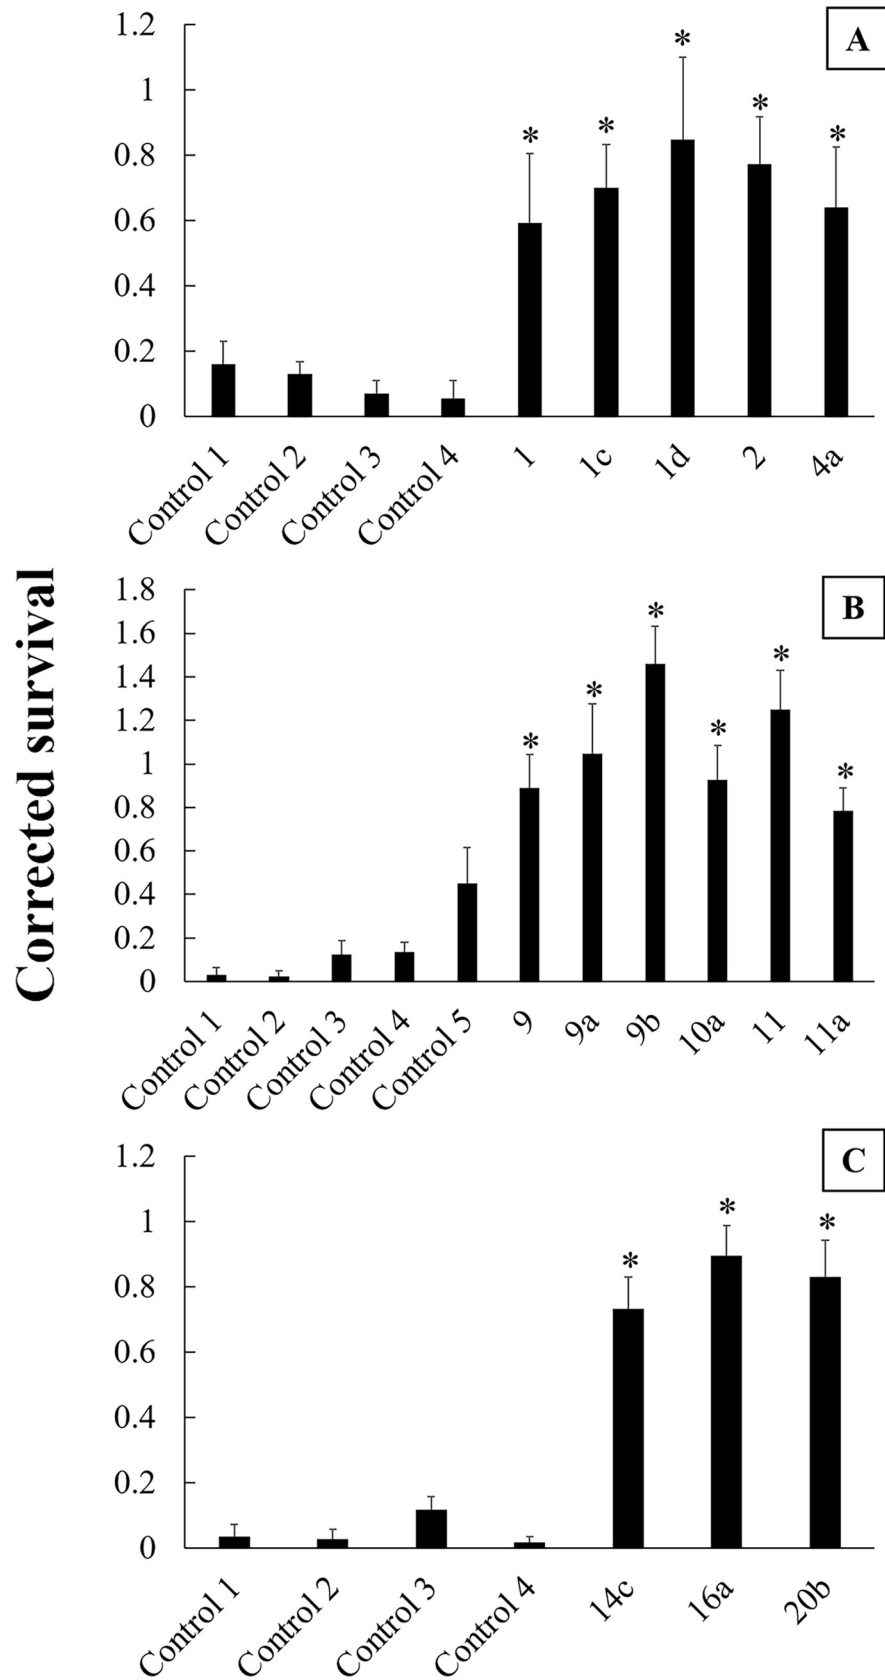 Corrected survival
A
1.2
1
0.8
0.6
0.4
0.2
0
* * * * *
Control 1 Control 2 Control 3 Control 4 1 1c 1d 2 4a
B
1.8
1.6
1.4
1.2
1
0.8
0.6
0.4
0.2
0
* * * * * *
Control 1 Control 2 Control 3 Control 4 Control 5 9 9a 9b 10a 11 11a
C
1.2
1
0.8
0.6
0.4
0.2
0
* * *
Control 1 Control 2 Control 3 Control 4 14c 16a 20b